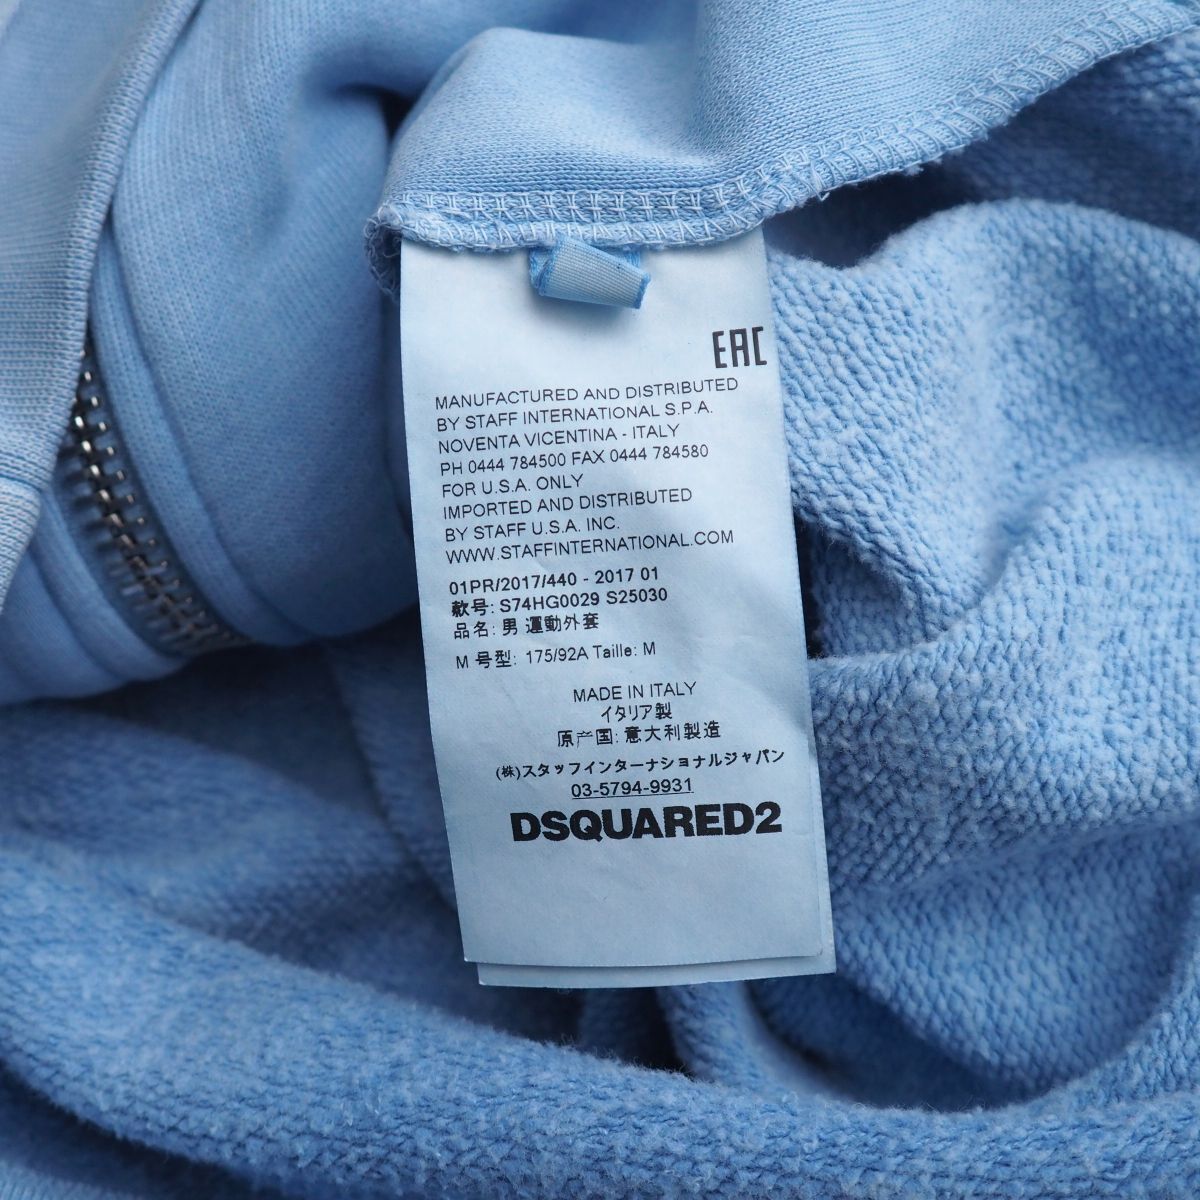 EAC
MANUFACTURED AND DISTRIBUTED
BY STAFF INTERNATIONAL S.P.A.
NOVENTA VICENTINA - ITALY
PH 0444 784500 FAX 0444 784580
FOR U.S.A. ONLY
IMPORTED AND DISTRIBUTED
BY STAFF U.S.A. INC.
WWW.STAFFINTERNATIONAL.COM
01PR/2017/440 - 2017 01
款号: S74HG0029 S25030
品名: 男 運動外套
M 号型: 175/92A Taille: M
MADE IN ITALY
イタリア製
原产国: 意大利製造
(株)スタッフインターナショナルジャパン
03-5794-9931
DSQUARED2